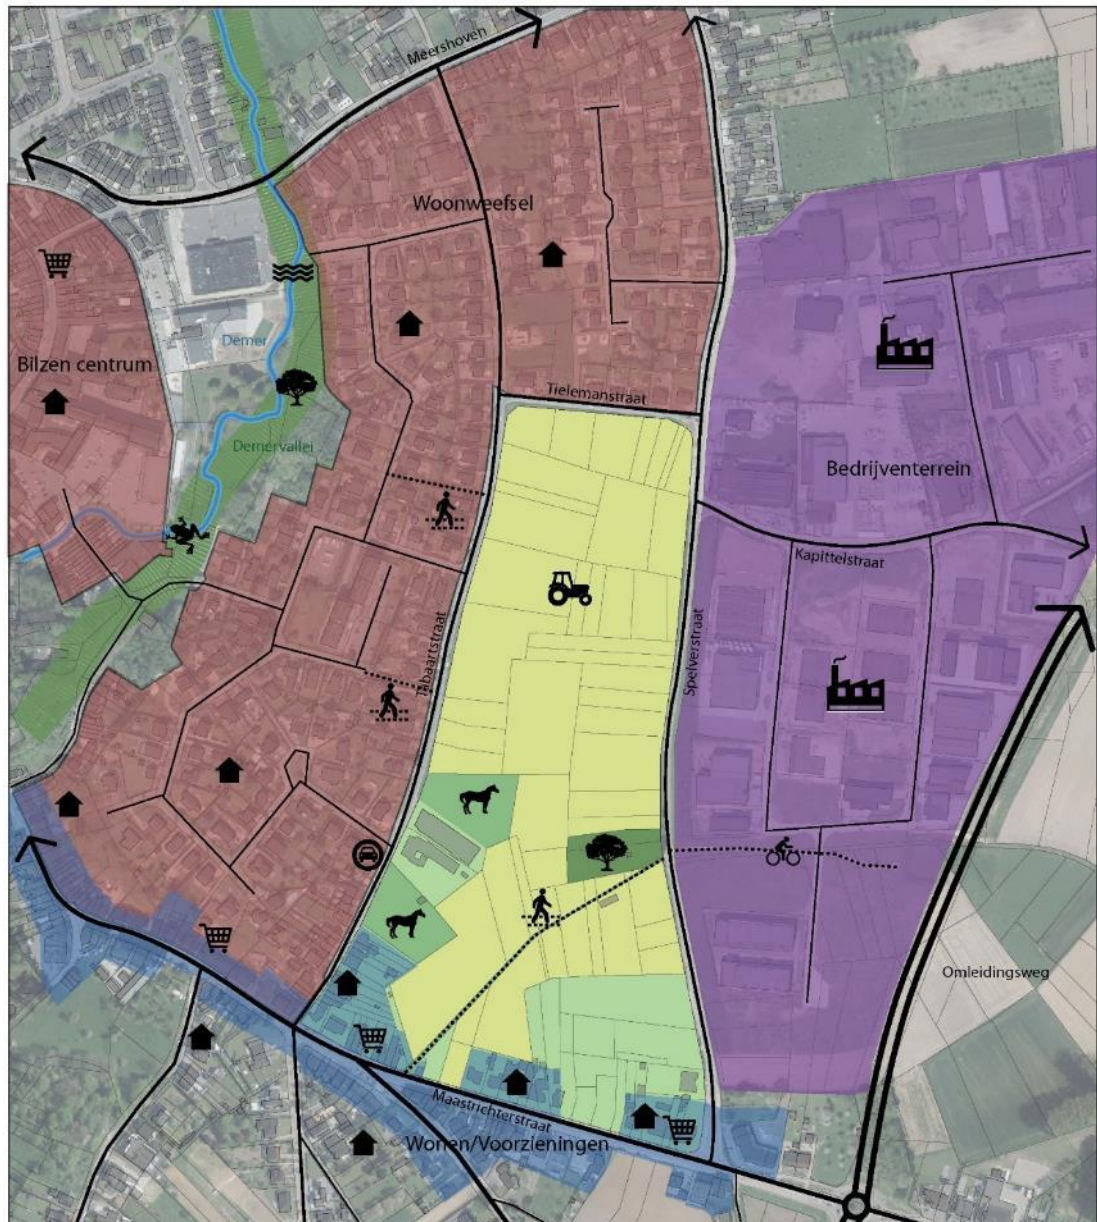 Meershoven
Woonweefsel
Demer
Bilzen centrum
Tielemanstraat
Demervallei
Bedrijventerrein
Kapittelstraat
Spelverstraat
Omleidingsweg
Maastrichterstraat
Wonen/Voorzieningen